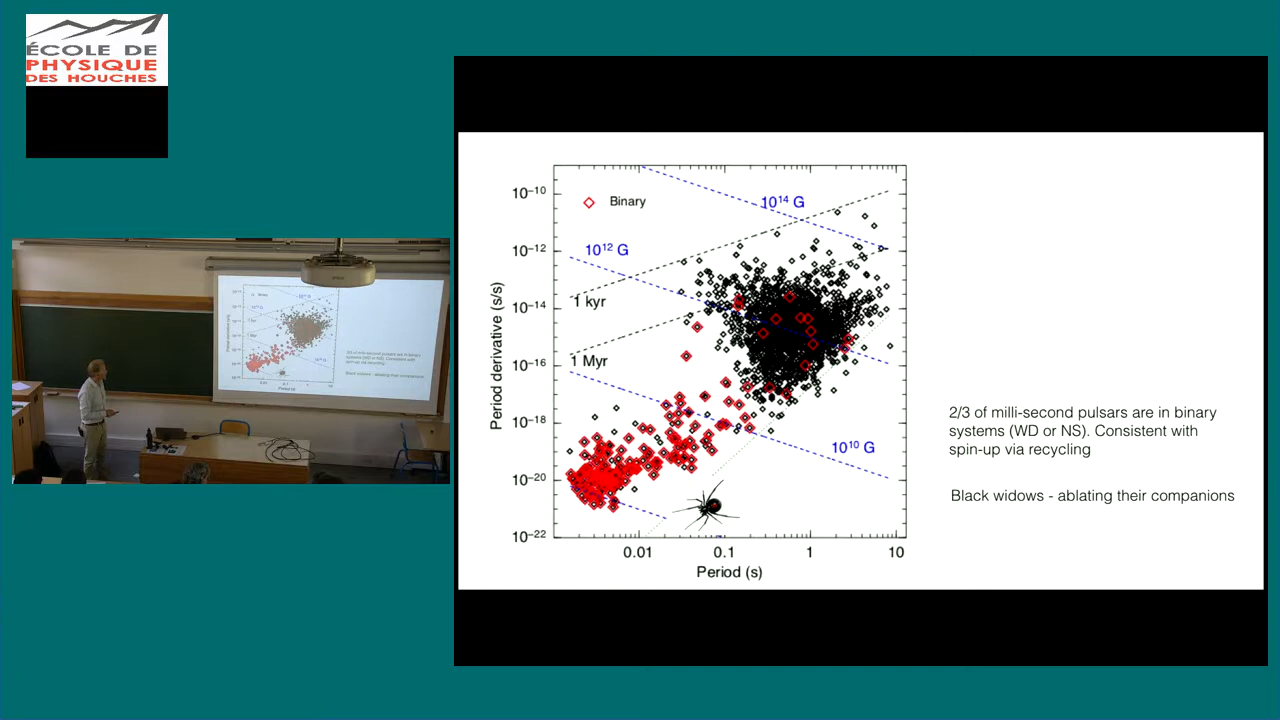 ÉCOLE DE
PHYSIQUE
DES HOUCHES
Binary
10¹⁴ G
10¹² G
1 kyr
1 Myr
10¹⁰ G
10⁻¹⁰
10⁻¹²
10⁻¹⁴
10⁻¹⁶
10⁻¹⁸
10⁻²⁰
10⁻²²
Period derivative (s/s)
0.01
0.1
1
10
Period (s)
2/3 of milli-second pulsars are in binary
systems (WD or NS). Consistent with
spin-up via recycling
Black widows - ablating their companions